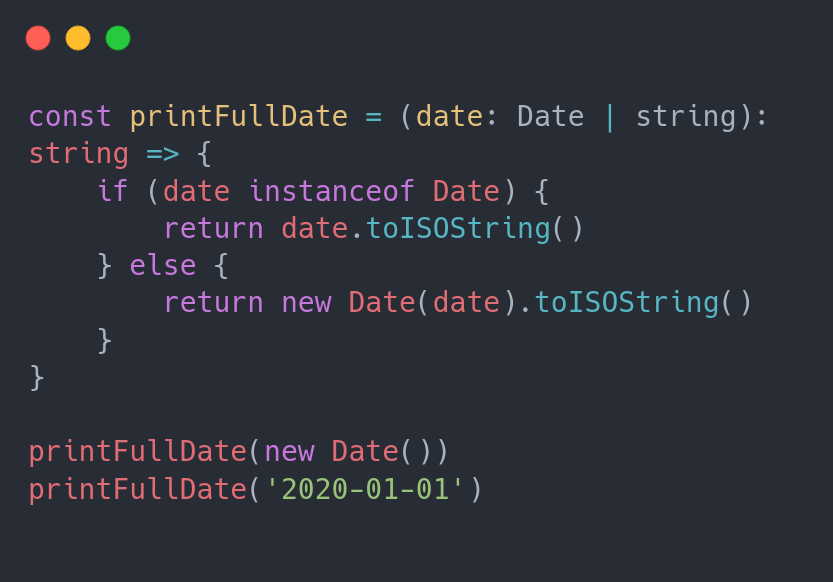 const printFullDate = (date: Date | string):
string => {
    if (date instanceof Date) {
        return date.toISOString()
    } else {
        return new Date(date).toISOString()
    }
}

printFullDate(new Date())
printFullDate('2020-01-01')